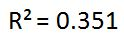 R² = 0.351